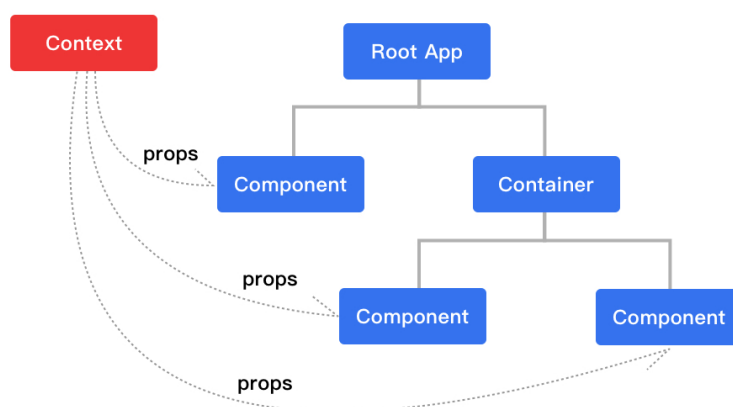 Context
Root App
props
Component
Container
props
Component
Component
props